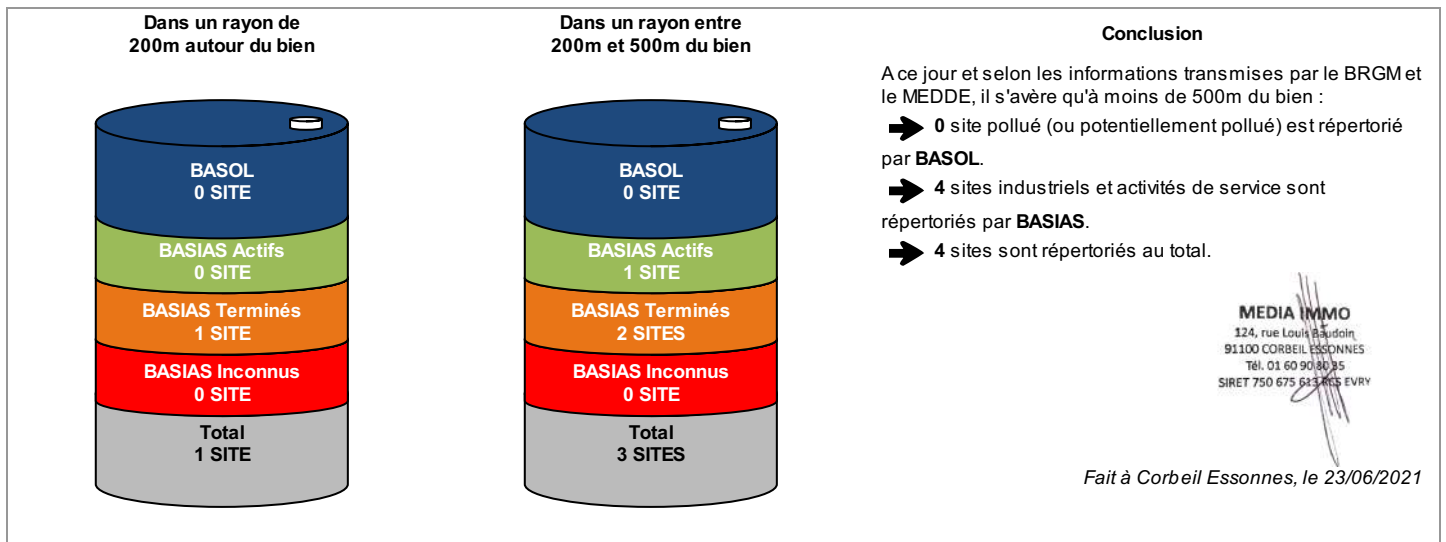 Dans un rayon de
200m autour du bien
BASOL
0 SITE
BASIAS Actifs
0 SITE
BASIAS Terminés
1 SITE
BASIAS Inconnus
0 SITE
Total
1 SITE
Dans un rayon entre
200m et 500m du bien
BASOL
0 SITE
BASIAS Actifs
1 SITE
BASIAS Terminés
2 SITES
BASIAS Inconnus
0 SITE
Total
3 SITES
Conclusion
A ce jour et selon les informations transmises par le BRGM et
le MEDDE, il s'avère qu'à moins de 500m du bien :
0 site pollué (ou potentiellement pollué) est répertorié
par BASOL.
4 sites industriels et activités de service sont
répertoriés par BASIAS.
4 sites sont répertoriés au total.
MEDIA IMMO
124, rue Louis Baudoin
91100 CORBEIL ESSONNES
Tél. 01 60 90 80 85
SIRET 750 675 613 RCS EVRY
Fait à Corbeil Essonnes, le 23/06/2021